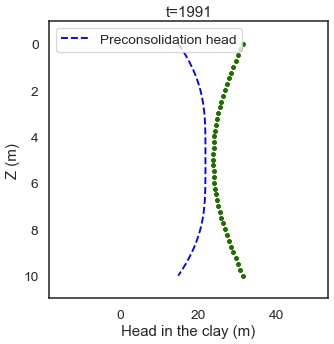 t=1991
Preconsolidation head
Z (m)
0
2
4
6
8
10
0 20 40
Head in the clay (m)